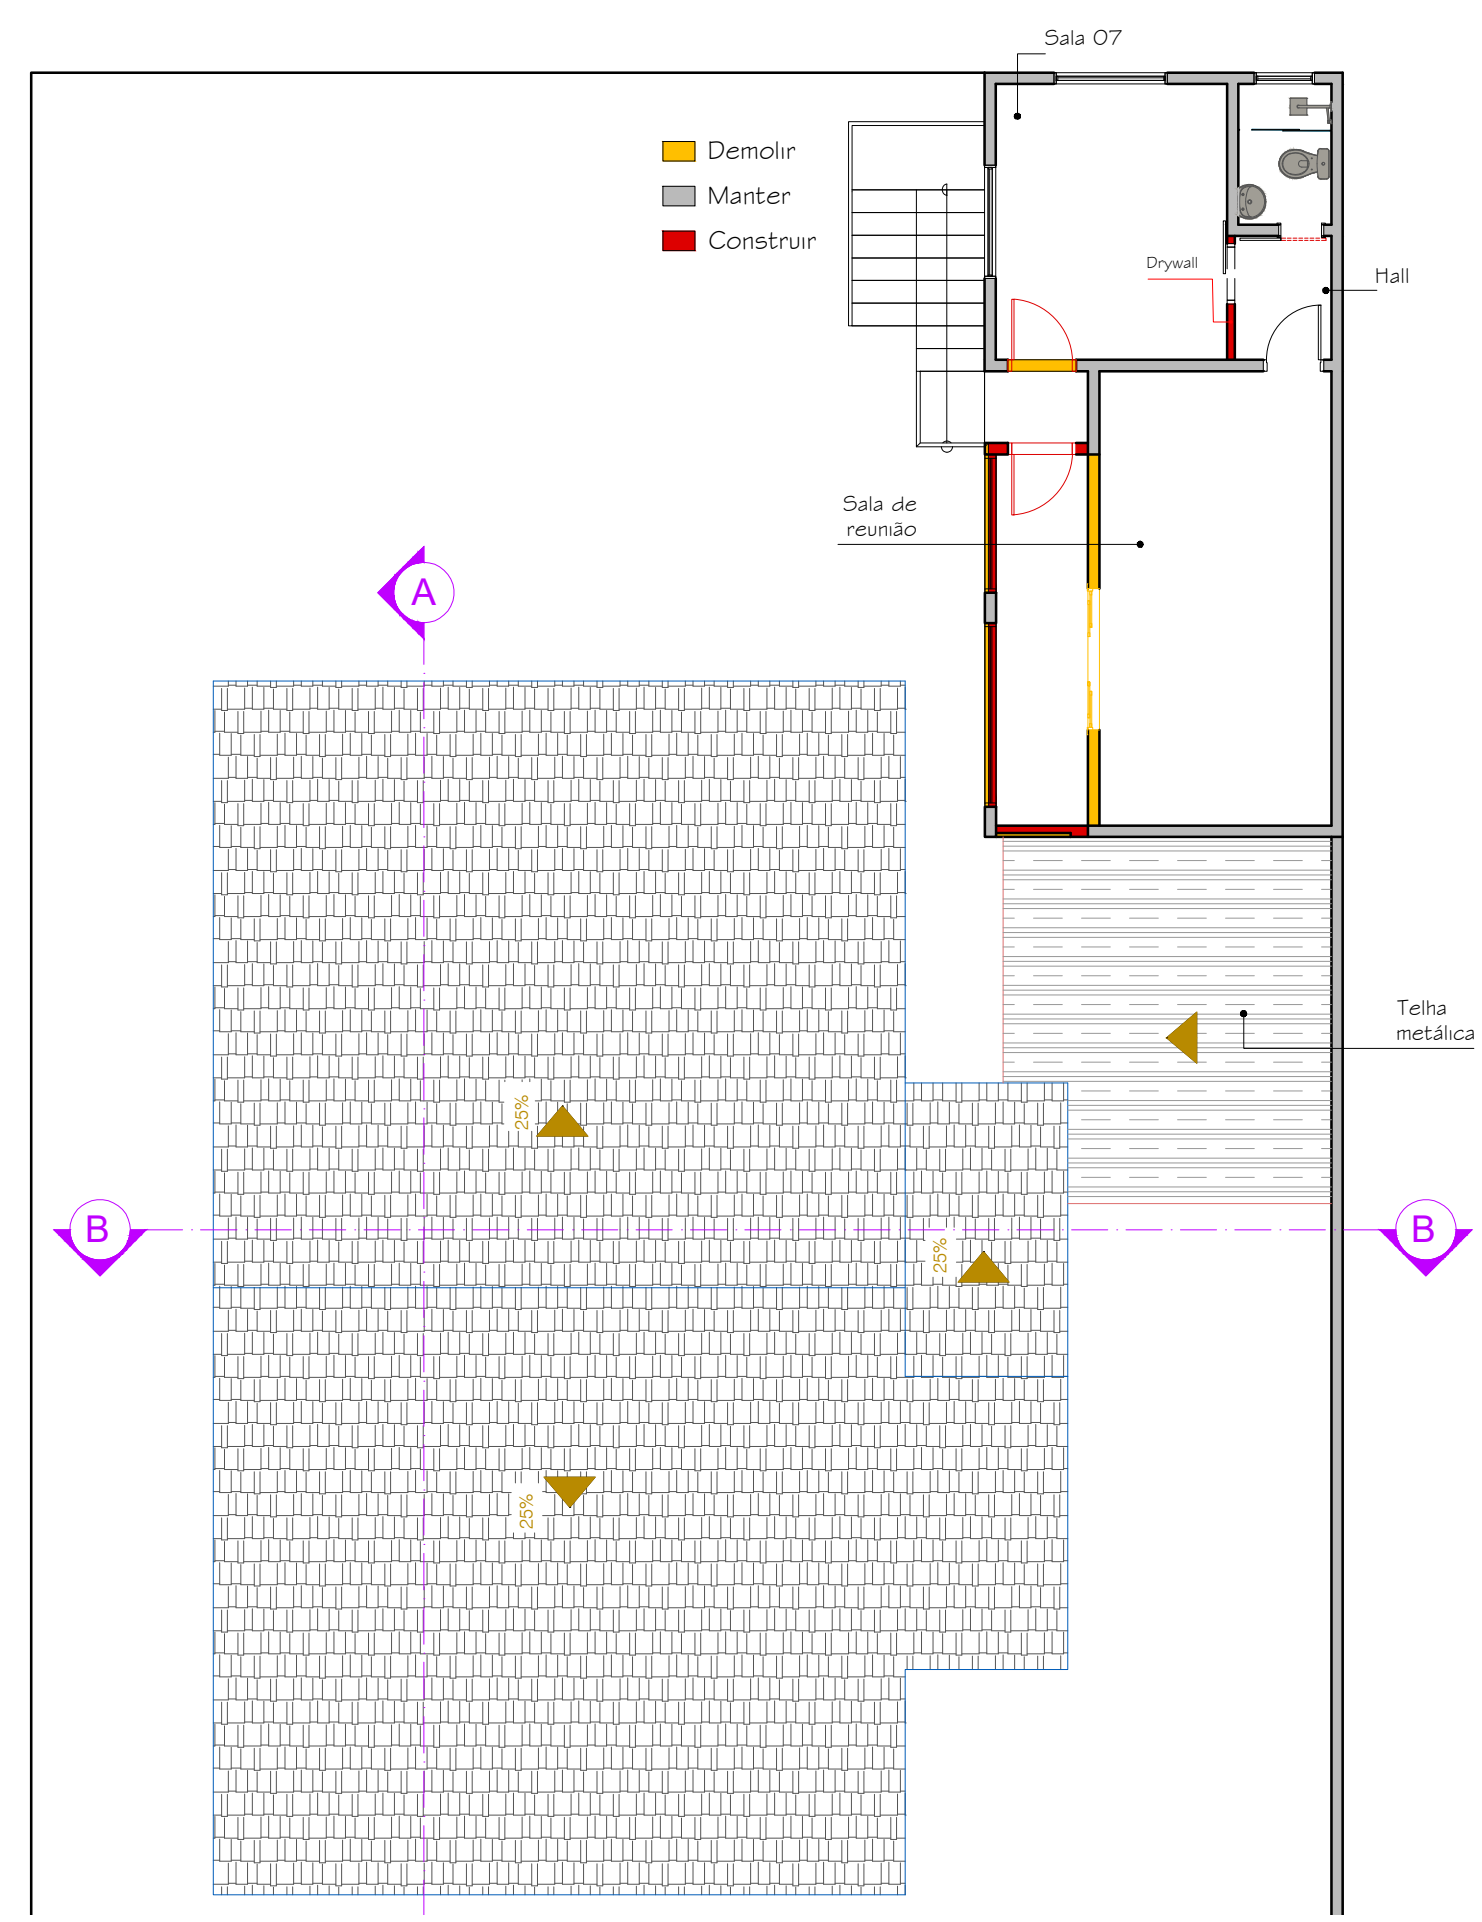 Sala 07
Demolir
Manter
Construir
Drywall
Hall
Sala de
reunião
A
Telha
metálica
25%
B
25%
B
25%